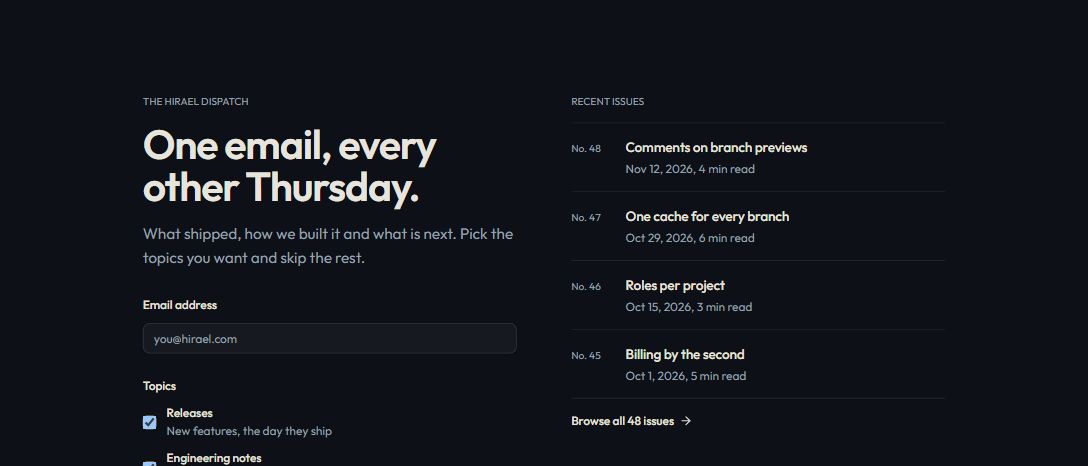 THE HIRAEL DISPATCH
One email, every
other Thursday.
What shipped, how we built it and what is next. Pick the
topics you want and skip the rest.
Email address
you@hirael.com
Topics
Releases
New features, the day they ship
Engineering notes
RECENT ISSUES
No. 48
Comments on branch previews
Nov 12, 2026, 4 min read
No. 47
One cache for every branch
Oct 29, 2026, 6 min read
No. 46
Roles per project
Oct 15, 2026, 3 min read
No. 45
Billing by the second
Oct 1, 2026, 5 min read
Browse all 48 issues →